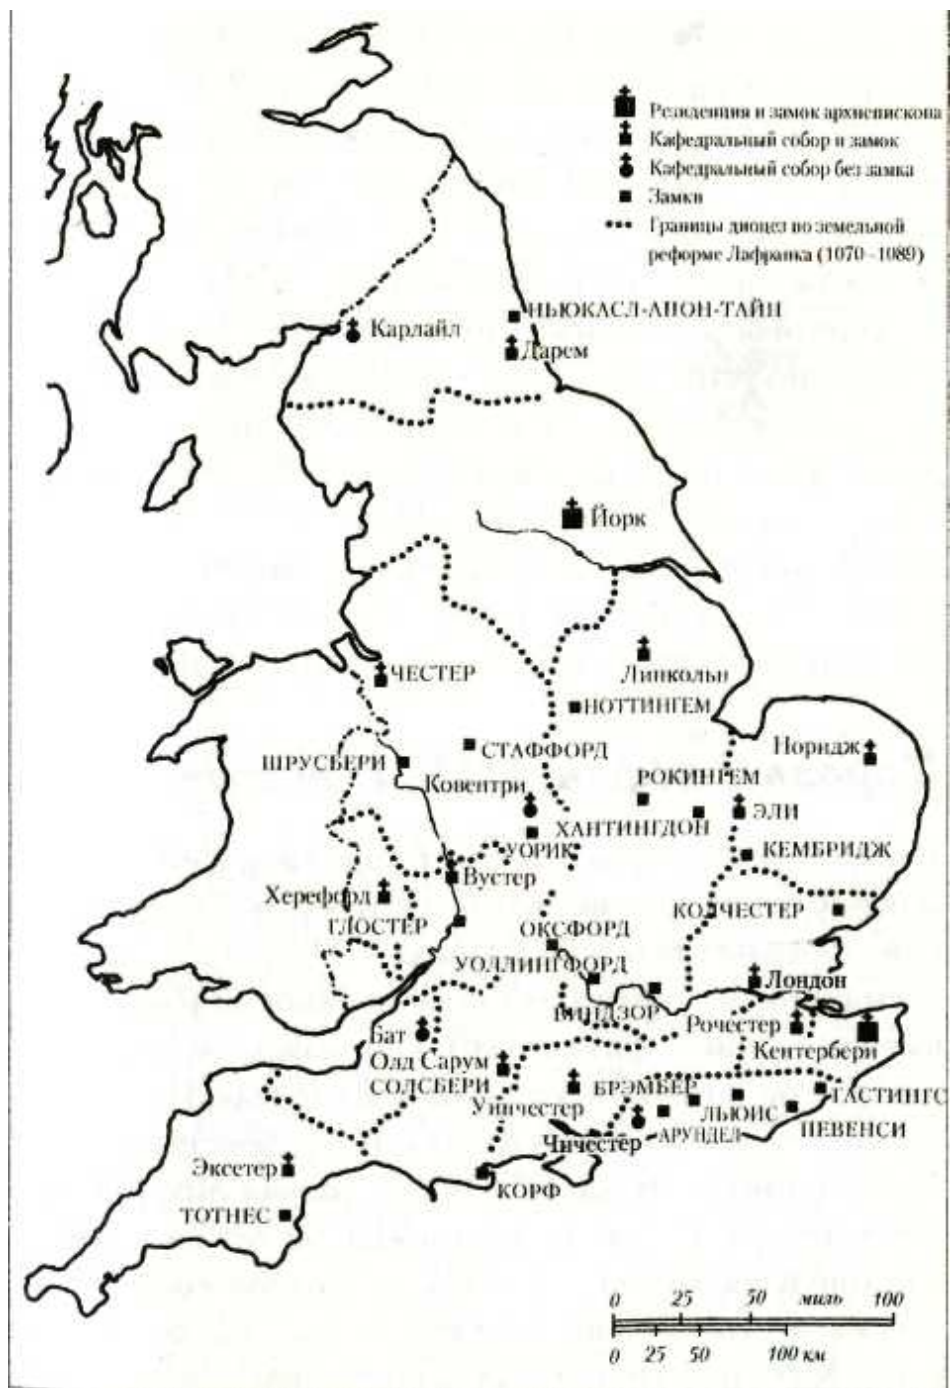 Резиденция и замок архиепископа
Кафедральный собор и замок
Кафедральный собор без замка
Замки
Границы диоцез по земельной
реформе Лафранка (1070–1089)
НЬЮКАСЛ-АПОН-ТАЙН
Карлайл
Дарем
Йорк
Линкольн
ЧЕСТЕР
НОТТИНГЕМ
СТАФФОРД
Норидж
ШРУСБЕРИ
РОКИНГЕМ
Ковентри
ЭЛИ
ХАНТИНГДОН
УОРИК
КЕМБРИДЖ
Вустер
Херефорд
ГЛОСТЕР
КОЛЧЕСТЕР
ОКСФОРД
УОЛЛИНГФОРД
Лондон
ВИНДЗОР
Рочестер
Бат
Кентербери
Олд Сарум
СОЛСБЕРИ
БРЭМБЕР
Уинчестер
ГАСТИНГС
ЛЬЮИС
ПЕВЕНСИ
Чичестер
АРУНДЕЛ
Эксетер
КОРФ
ТОТНЕС
0 25 50 миль 100
0 25 50 100 км